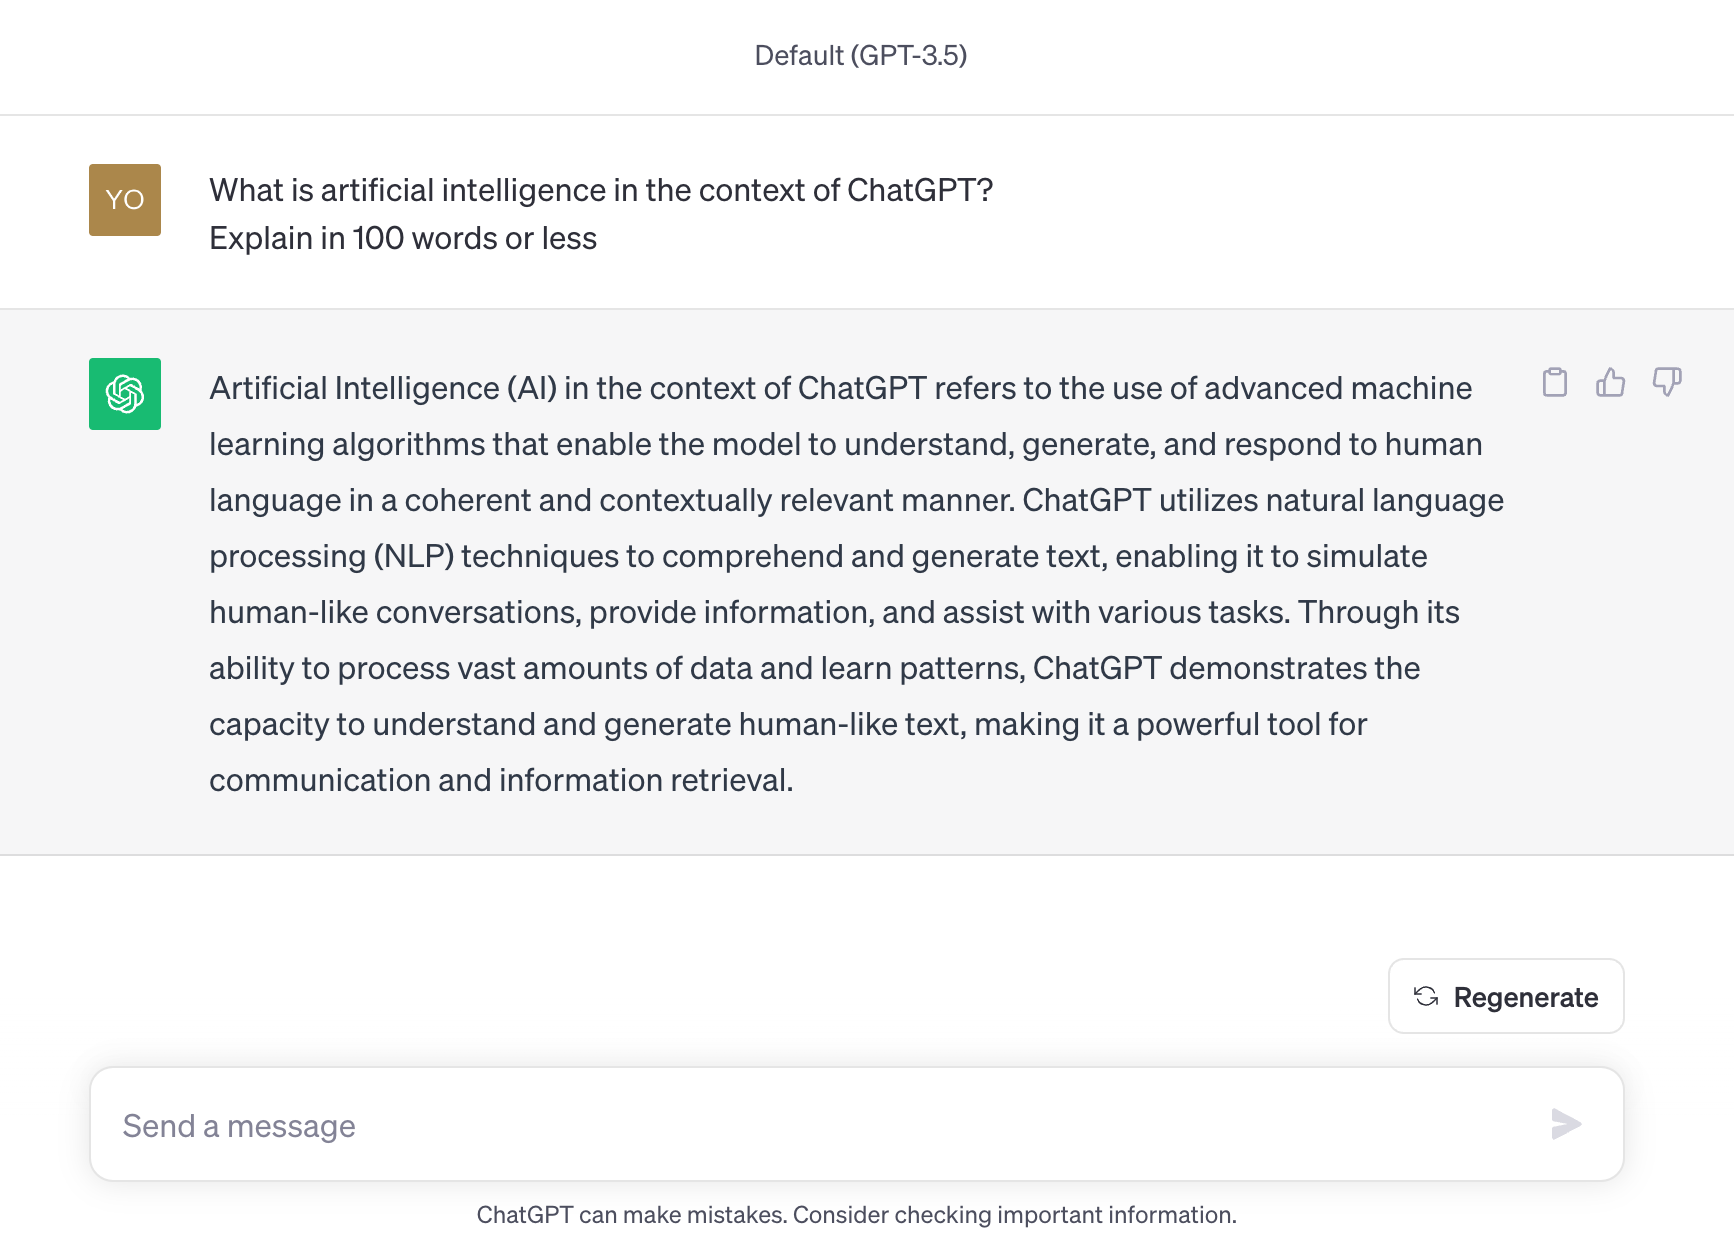 Default (GPT-3.5)
YO
What is artificial intelligence in the context of ChatGPT?
Explain in 100 words or less
Artificial Intelligence (AI) in the context of ChatGPT refers to the use of advanced machine
learning algorithms that enable the model to understand, generate, and respond to human
language in a coherent and contextually relevant manner. ChatGPT utilizes natural language
processing (NLP) techniques to comprehend and generate text, enabling it to simulate
human-like conversations, provide information, and assist with various tasks. Through its
ability to process vast amounts of data and learn patterns, ChatGPT demonstrates the
capacity to understand and generate human-like text, making it a powerful tool for
communication and information retrieval.
Regenerate
Send a message
ChatGPT can make mistakes. Consider checking important information.